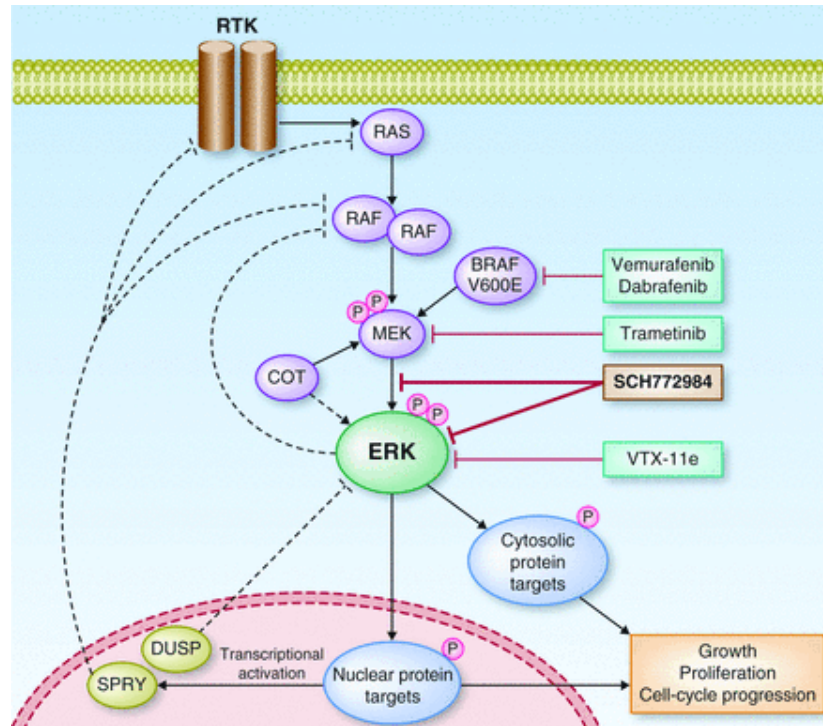 RTK
RAS
RAF
RAF
BRAF
V600E
Vemurafenib
Dabrafenib
P
P
MEK
Trametinib
COT
SCH772984
P
P
ERK
VTX-11e
P
Cytosolic
protein
targets
DUSP
Transcriptional
activation
SPRY
P
Nuclear protein
targets
Growth
Proliferation
Cell-cycle progression